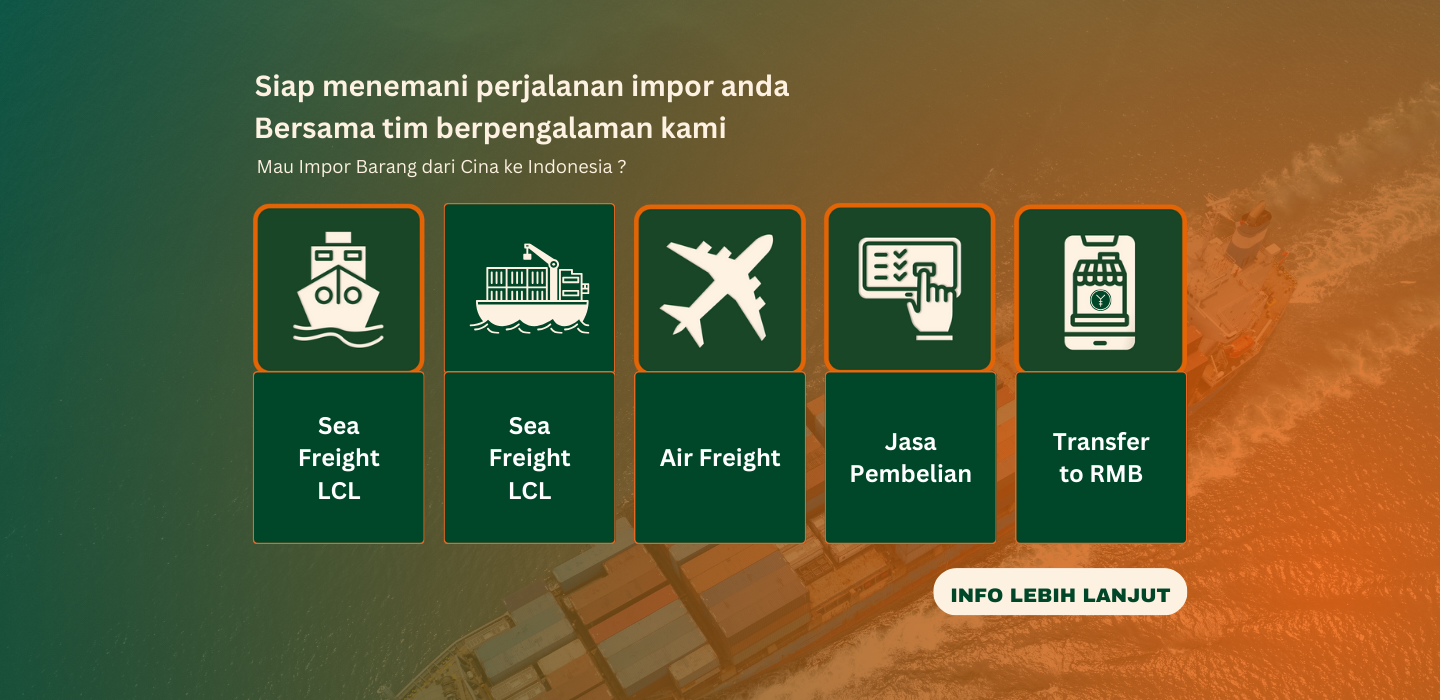 Siap menemani perjalanan impor anda
Bersama tim berpengalaman kami
Mau Impor Barang dari Cina ke Indonesia ?
Sea
Freight
LCL
Sea
Freight
LCL
Air Freight
Jasa
Pembelian
Transfer
to RMB
INFO LEBIH LANJUT